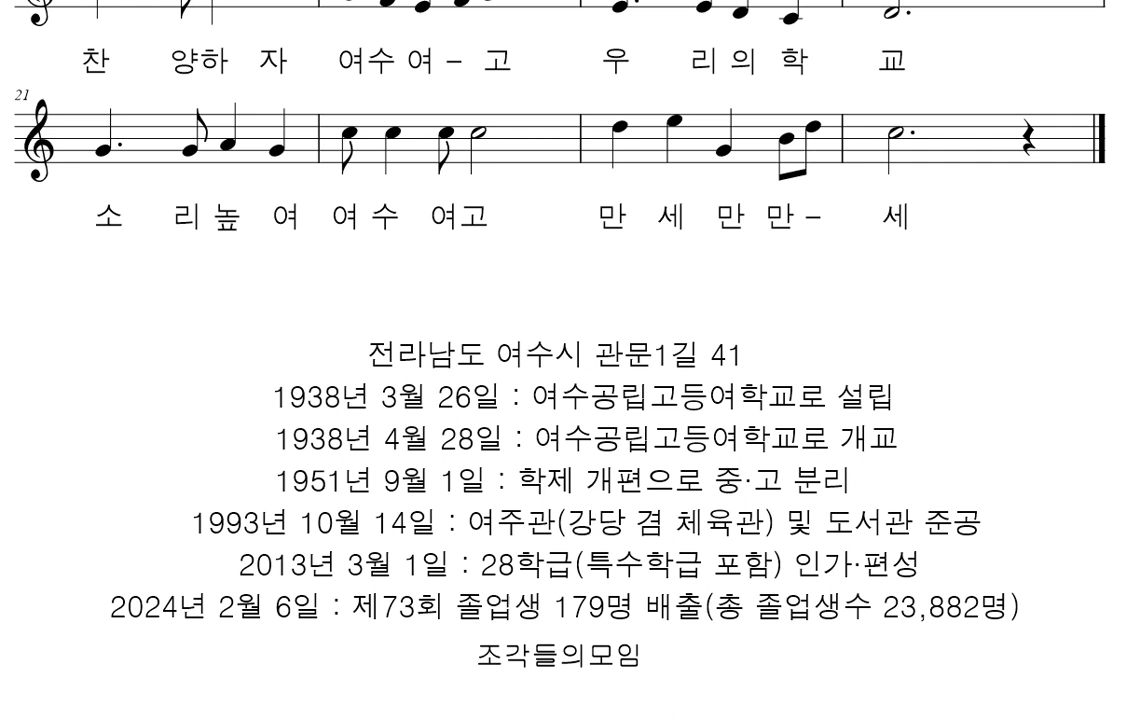 찬 양하 자 여수 여 – 고 우 리 의 학 교
21
소 리 높 여 여 수 여고 만 세 만 만 – 세
전라남도 여수시 관문1길 41
1938년 3월 26일 : 여수공립고등여학교로 설립
1938년 4월 28일 : 여수공립고등여학교로 개교
1951년 9월 1일 : 학제 개편으로 중·고 분리
1993년 10월 14일 : 여주관(강당 겸 체육관) 및 도서관 준공
2013년 3월 1일 : 28학급(특수학급 포함) 인가·편성
2024년 2월 6일 : 제73회 졸업생 179명 배출(총 졸업생수 23,882명)
조각들의모임